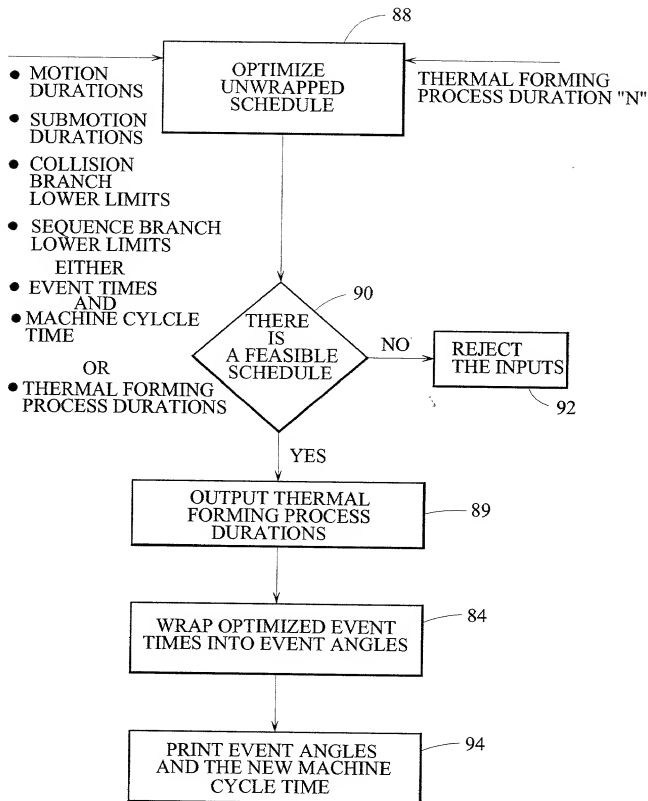 88
OPTIMIZE
UNWRAPPED
SCHEDULE
THERMAL FORMING
PROCESS DURATION "N"
• MOTION
DURATIONS
• SUBMOTION
DURATIONS
• COLLISION
BRANCH
LOWER LIMITS
• SEQUENCE BRANCH
LOWER LIMITS
EITHER
• EVENT TIMES
AND
• MACHINE CYLCLE
TIME
OR
• THERMAL FORMING
PROCESS DURATIONS
90
THERE
IS
A FEASIBLE
SCHEDULE
NO
REJECT
THE INPUTS
92
YES
OUTPUT THERMAL
FORMING PROCESS
DURATIONS
89
WRAP OPTIMIZED EVENT
TIMES INTO EVENT ANGLES
84
PRINT EVENT ANGLES
AND THE NEW MACHINE
CYCLE TIME
94